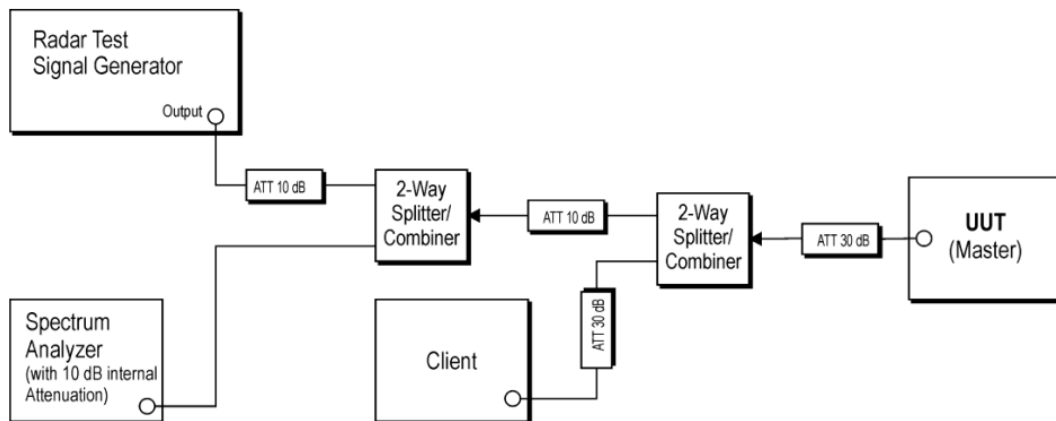 Radar Test
Signal Generator
Output
ATT 10 dB
2-Way
Splitter/
Combiner
ATT 10 dB
2-Way
Splitter/
Combiner
ATT 30 dB
UUT
(Master)
Spectrum
Analyzer
(with 10 dB internal
Attenuation)
Client
ATT 30 dB